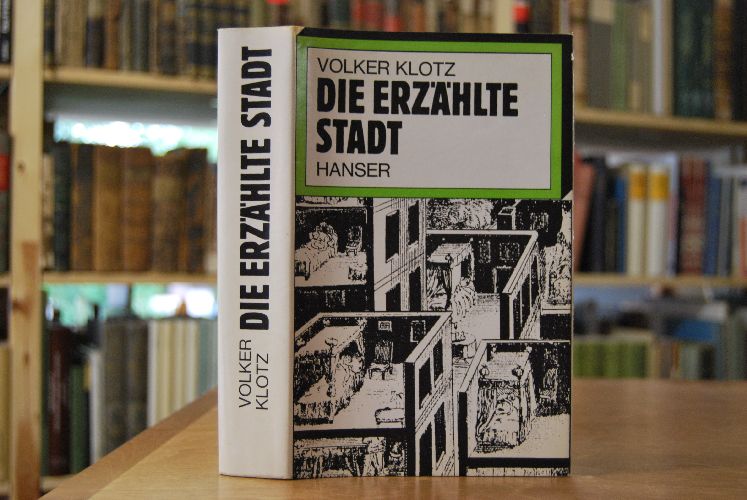 VOLKER KLOTZ
DIE ERZÄHLTE
STADT
HANSER
VOLKER
KLOTZ
DIE ERZÄHLTE STADT